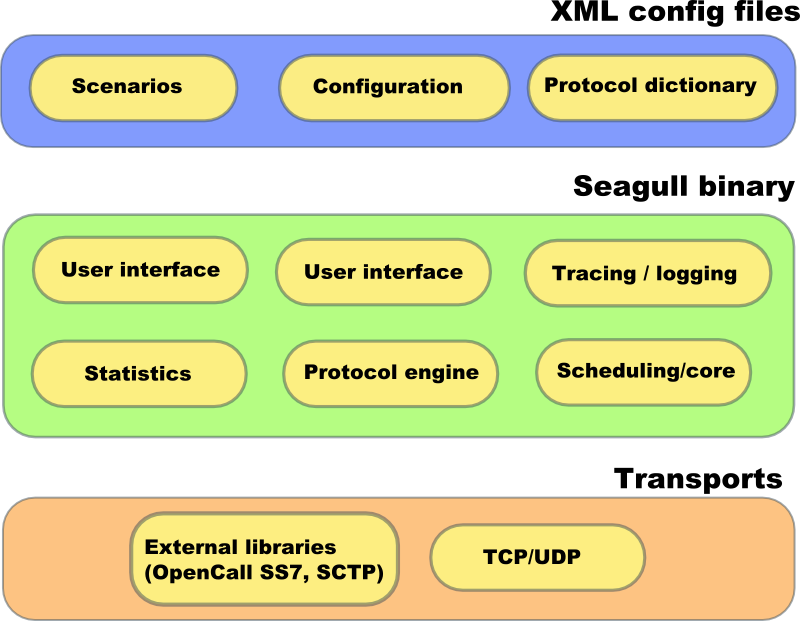 XML config files
Scenarios
Configuration
Protocol dictionary
Seagull binary
User interface
User interface
Tracing / logging
Statistics
Protocol engine
Scheduling/core
Transports
External libraries
(OpenCall SS7, SCTP)
TCP/UDP